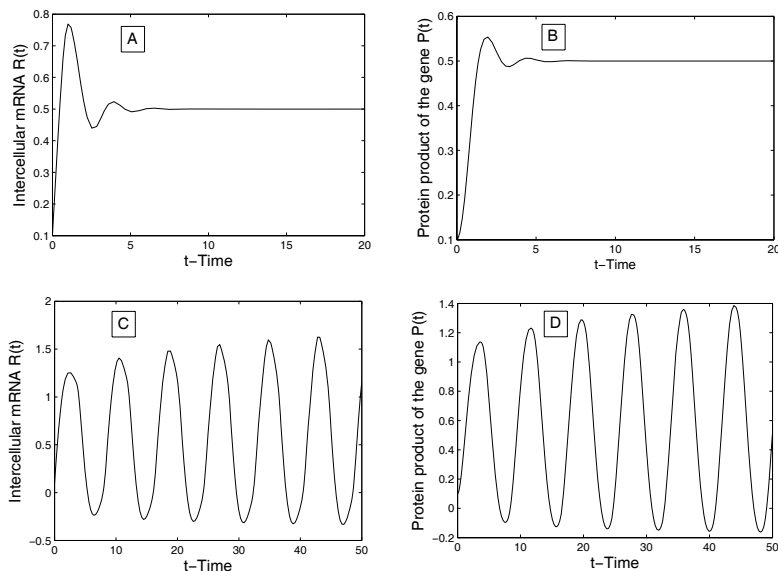 Intercellular mRNA R(t)
0.8
0.7
0.6
0.5
0.4
0.3
0.2
0.1
A
0 5 10 15 20
t-Time
Protein product of the gene P(t)
0.6
0.5
0.4
0.3
0.2
0.1
B
0 5 10 15 20
t-Time
Intercellular mRNA R(t)
2
1.5
1
0.5
0
-0.5
C
0 10 20 30 40 50
t-Time
Protein product of the gene P(t)
1.4
1.2
1
0.8
0.6
0.4
0.2
0
-0.2
D
0 10 20 30 40 50
t-Time